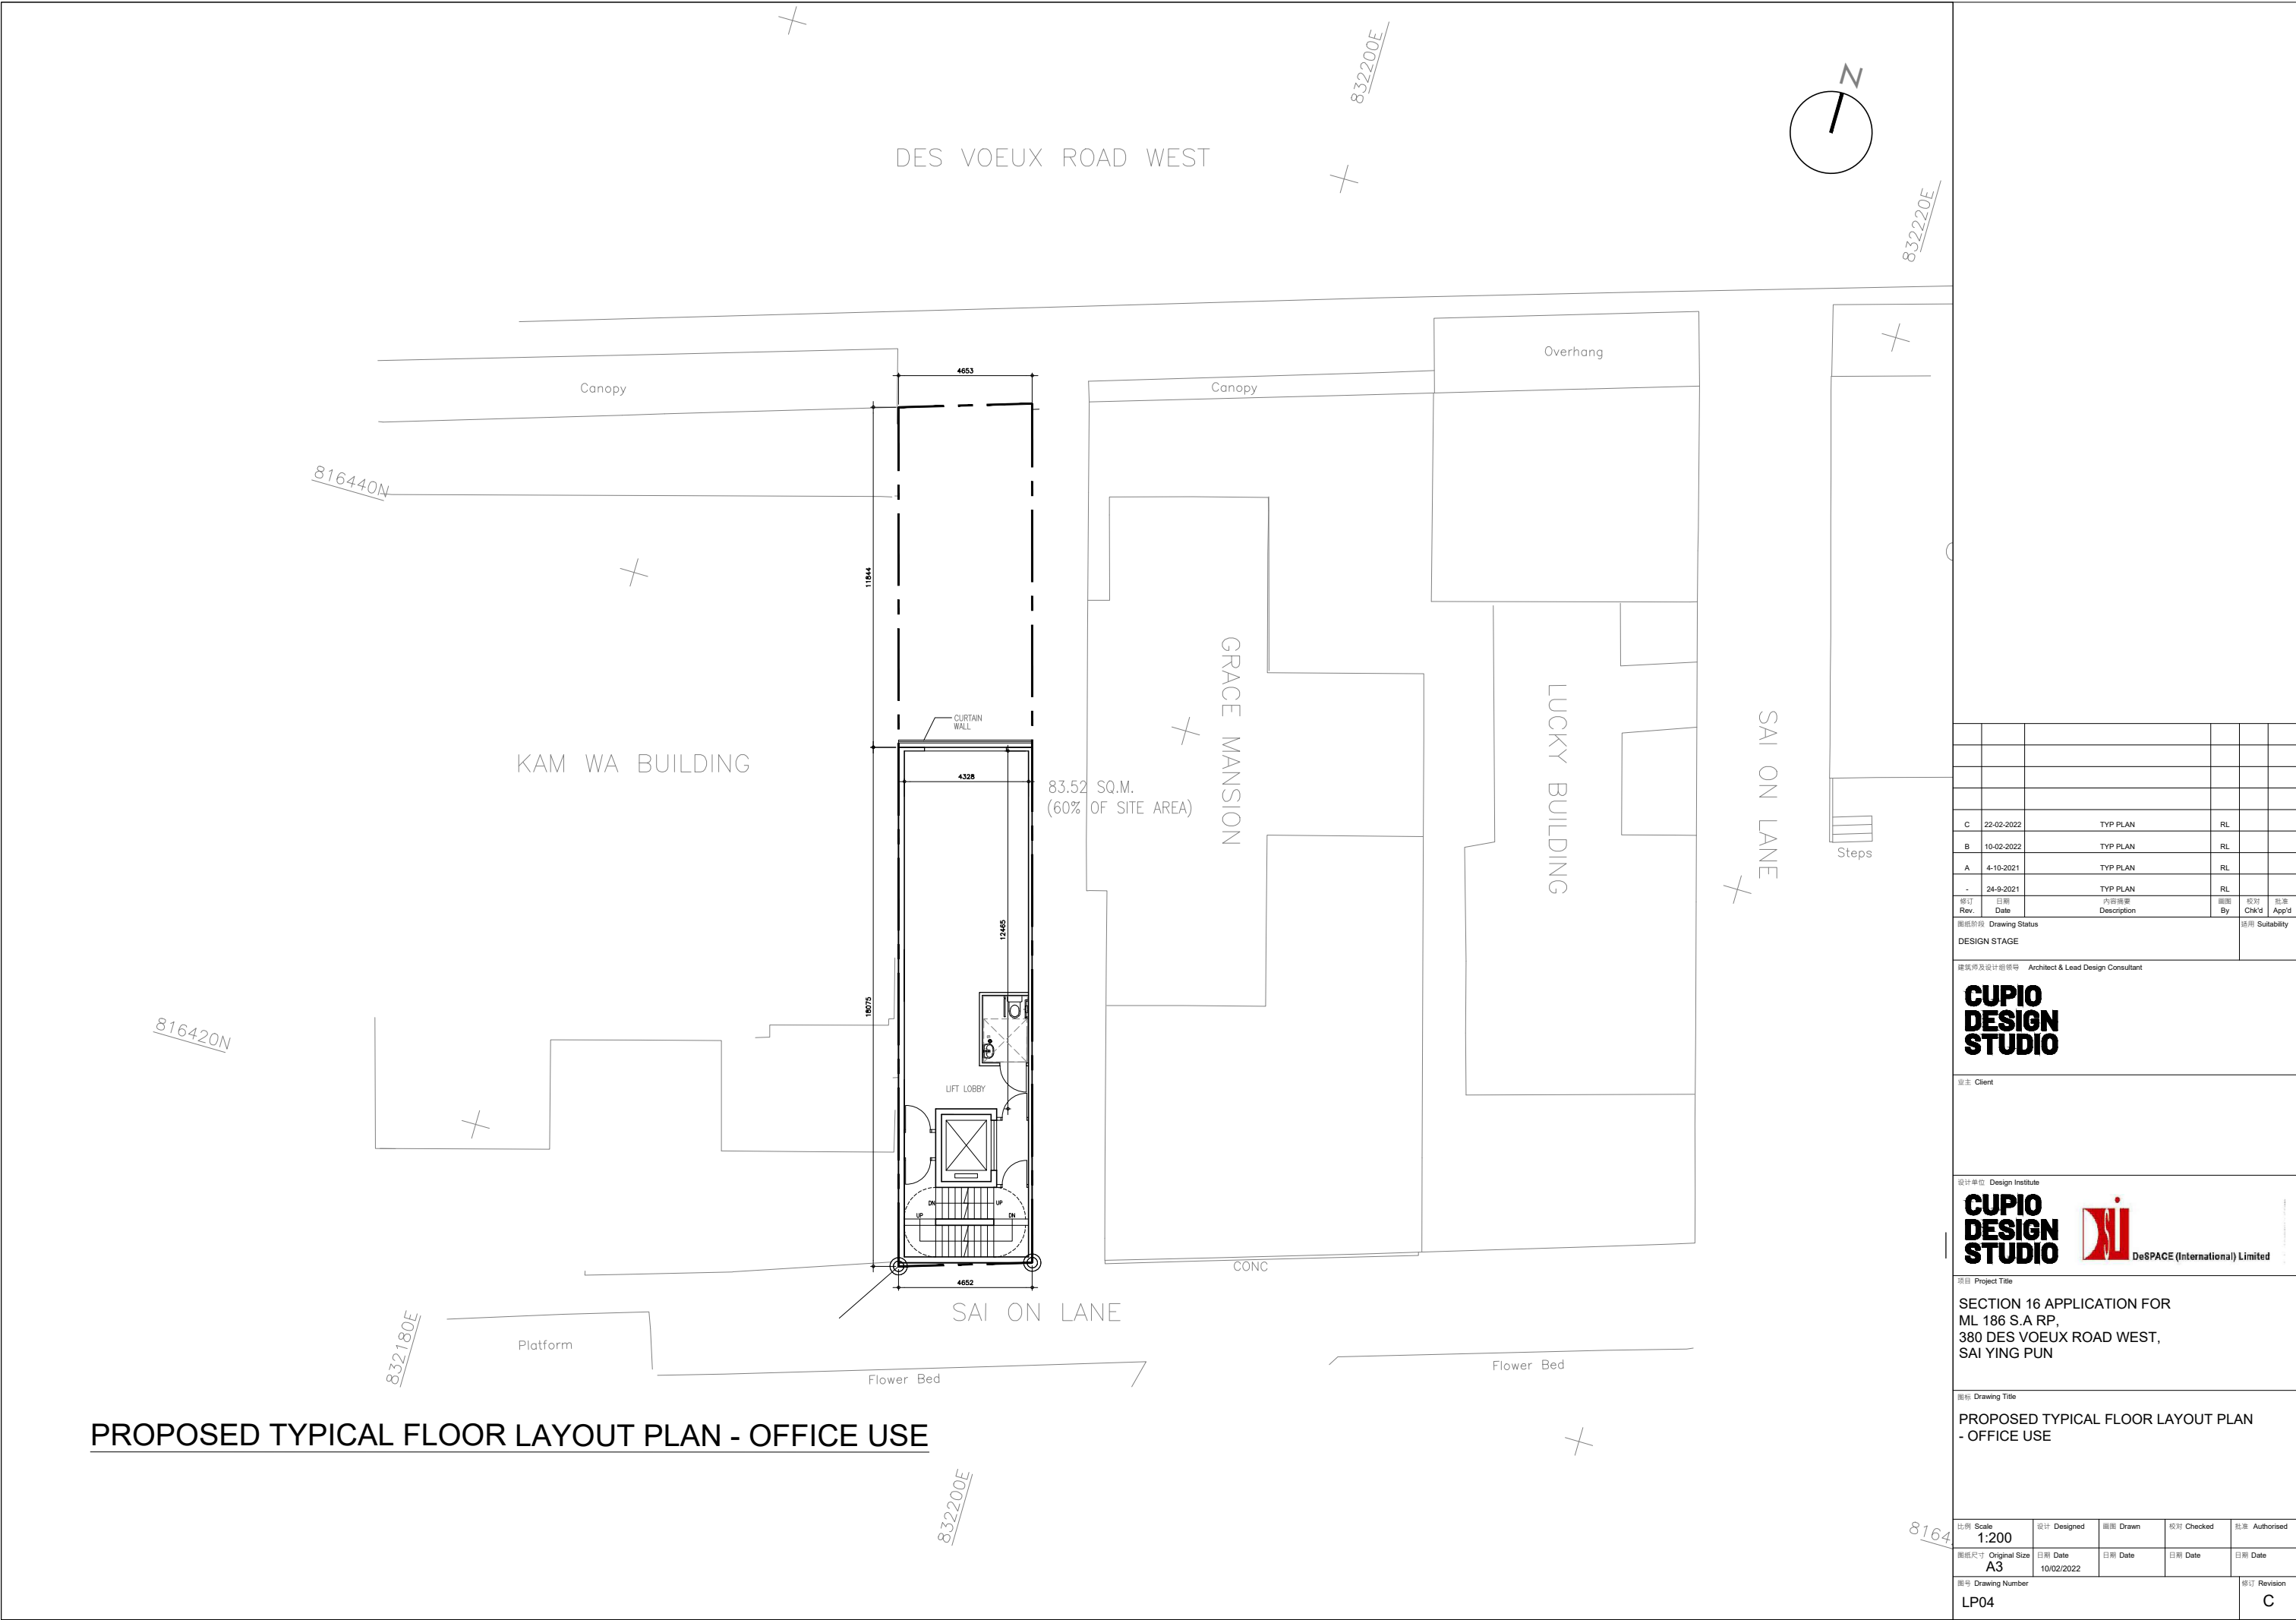 832200E
N
DES VOEUX ROAD WEST
832220E
Overhang
4653
Canopy
Canopy
816440N
11844
GRACE MANSION
LUCKY BUILDING
SAI ON LANE
CURTAIN
WALL
KAM WA BUILDING
4328
83.52 SQ.M.
(60% OF SITE AREA)
Steps
12465
18075
816420N
LIFT LOBBY
DN
UP
UP
DN
CONC
4652
SAI ON LANE
832180E
Platform
Flower Bed
Flower Bed
PROPOSED TYPICAL FLOOR LAYOUT PLAN - OFFICE USE
832200E
8164
C 22-02-2022 TYP PLAN RL
B 10-02-2022 TYP PLAN RL
A 4-10-2021 TYP PLAN RL
- 24-9-2021 TYP PLAN RL
修订 日期 内容摘要 画图 校对 批准
Rev. Date Description By Chk'd App'd
图纸阶段 Drawing Status 适用 Suitability
DESIGN STAGE
建筑师及设计组领导 Architect & Lead Design Consultant
CUPIO
DESIGN
STUDIO
业主 Client
设计单位 Design Institute
CUPIO
DESIGN
STUDIO
DeSPACE (International) Limited
项目 Project Title
SECTION 16 APPLICATION FOR
ML 186 S.A RP,
380 DES VOEUX ROAD WEST,
SAI YING PUN
图标 Drawing Title
PROPOSED TYPICAL FLOOR LAYOUT PLAN
- OFFICE USE
比例 Scale 设计 Designed 画图 Drawn 校对 Checked 批准 Authorised
1:200
图纸尺寸 Original Size 日期 Date 日期 Date 日期 Date 日期 Date
A3 10/02/2022
图号 Drawing Number 修订 Revision
LP04 C